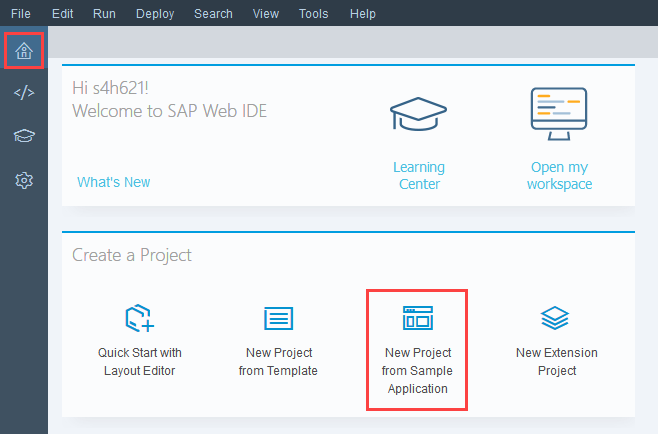 File Edit Run Deploy Search View Tools Help
Hi s4h621!
Welcome to SAP Web IDE
What's New
Learning
Center
Open my
workspace
Create a Project
Quick Start with
Layout Editor
New Project
from Template
New Project
from Sample
Application
New Extension
Project